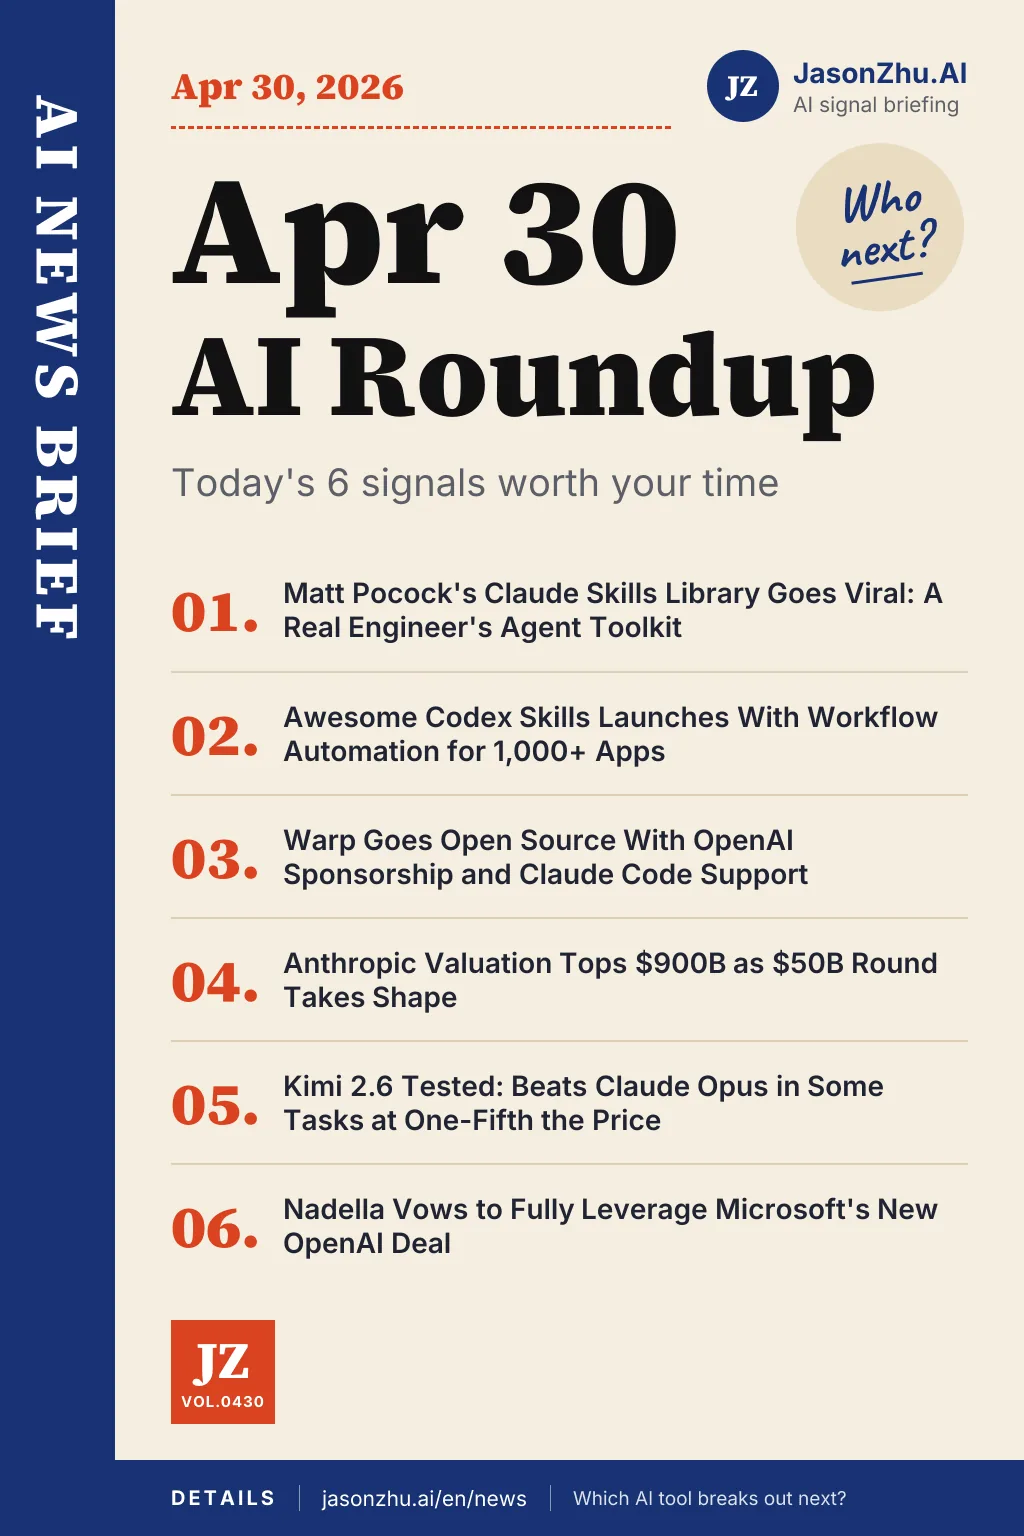 AI NEWS BRIEF
Apr 30, 2026
JZ
JasonZhu.AI
AI signal briefing
Who
next?
Apr 30
AI Roundup
Today's 6 signals worth your time
01.
Matt Pocock's Claude Skills Library Goes Viral: A
Real Engineer's Agent Toolkit
02.
Awesome Codex Skills Launches With Workflow
Automation for 1,000+ Apps
03.
Warp Goes Open Source With OpenAI
Sponsorship and Claude Code Support
04.
Anthropic Valuation Tops $900B as $50B Round
Takes Shape
05.
Kimi 2.6 Tested: Beats Claude Opus in Some
Tasks at One-Fifth the Price
06.
Nadella Vows to Fully Leverage Microsoft's New
OpenAI Deal
JZ
VOL.0430
DETAILS
jasonzhu.ai/en/news
Which AI tool breaks out next?